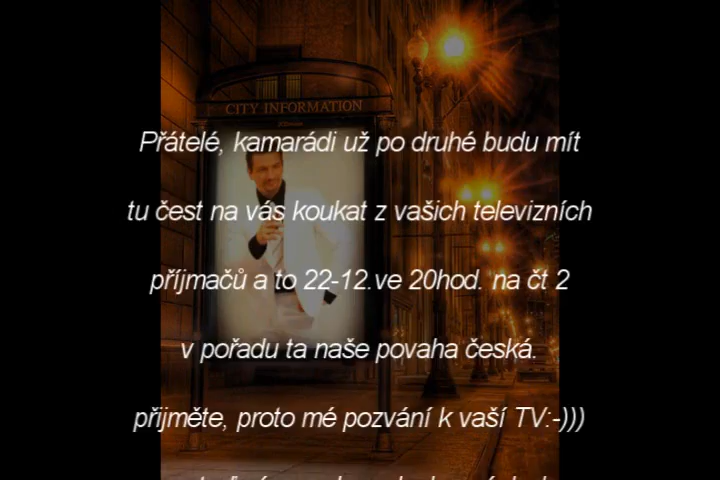 CITY INFORMATION
Přátelé, kamarádi už po druhé budu mít
tu čest na vás koukat z vašich televizních
příjmačů a to 22-12.ve 20hod. na čt 2
v pořadu ta naše povaha česká.
přijměte, proto mé pozvání k vaší TV:-)))